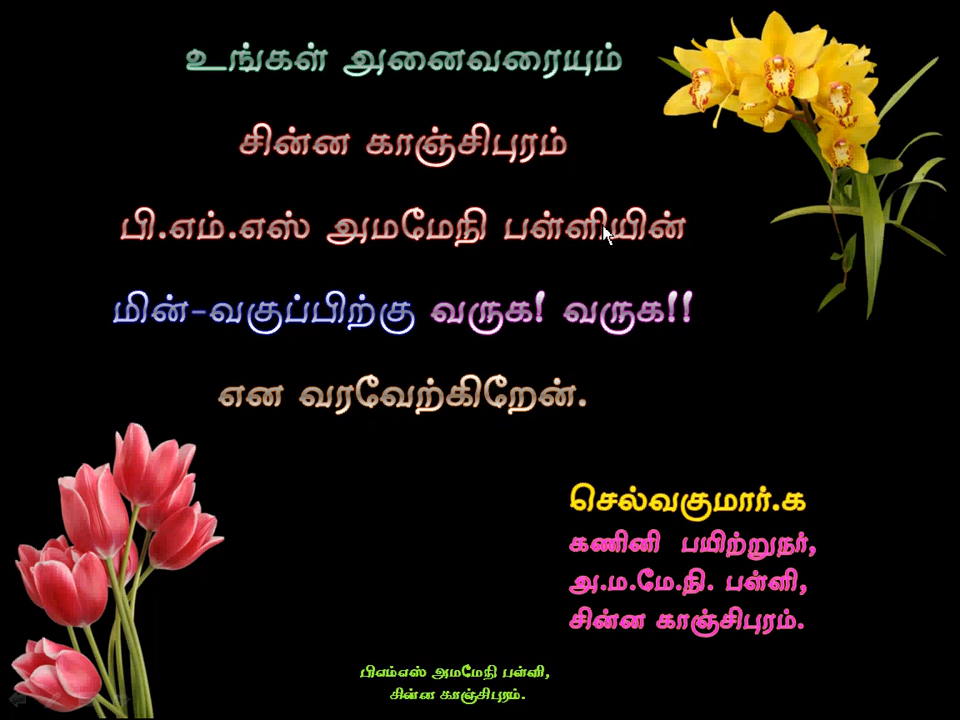 உங்கள் அனைவரையும்
சின்ன காஞ்சிபுரம்
பி.எம்.எஸ் அமமேநி பள்ளியின்
மின்-வகுப்பிற்கு வருக! வருக!!
என வரவேற்கிறேன்.
செல்வகுமார்.க
கணினி பயிற்றுநர்,
அ.ம.மே.நி. பள்ளி,
சின்ன காஞ்சிபுரம்.
பிஎம்எஸ் அமமேநி பள்ளி,
சின்ன காஞ்சிபுரம்.